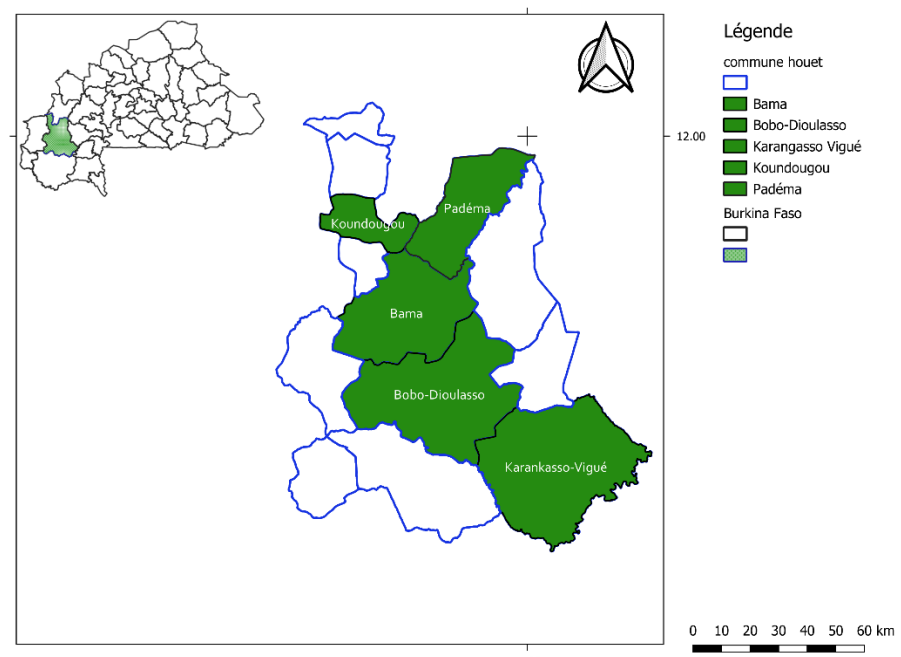 Légende
commune houet
Bama
Bobo-Dioulasso
Karangasso Vigué
Koundougou
Padéma
Burkina Faso
12.00
Padéma
Koundougou
Bama
Bobo-Dioulasso
Karankasso-Vigué
0 10 20 30 40 50 60 km